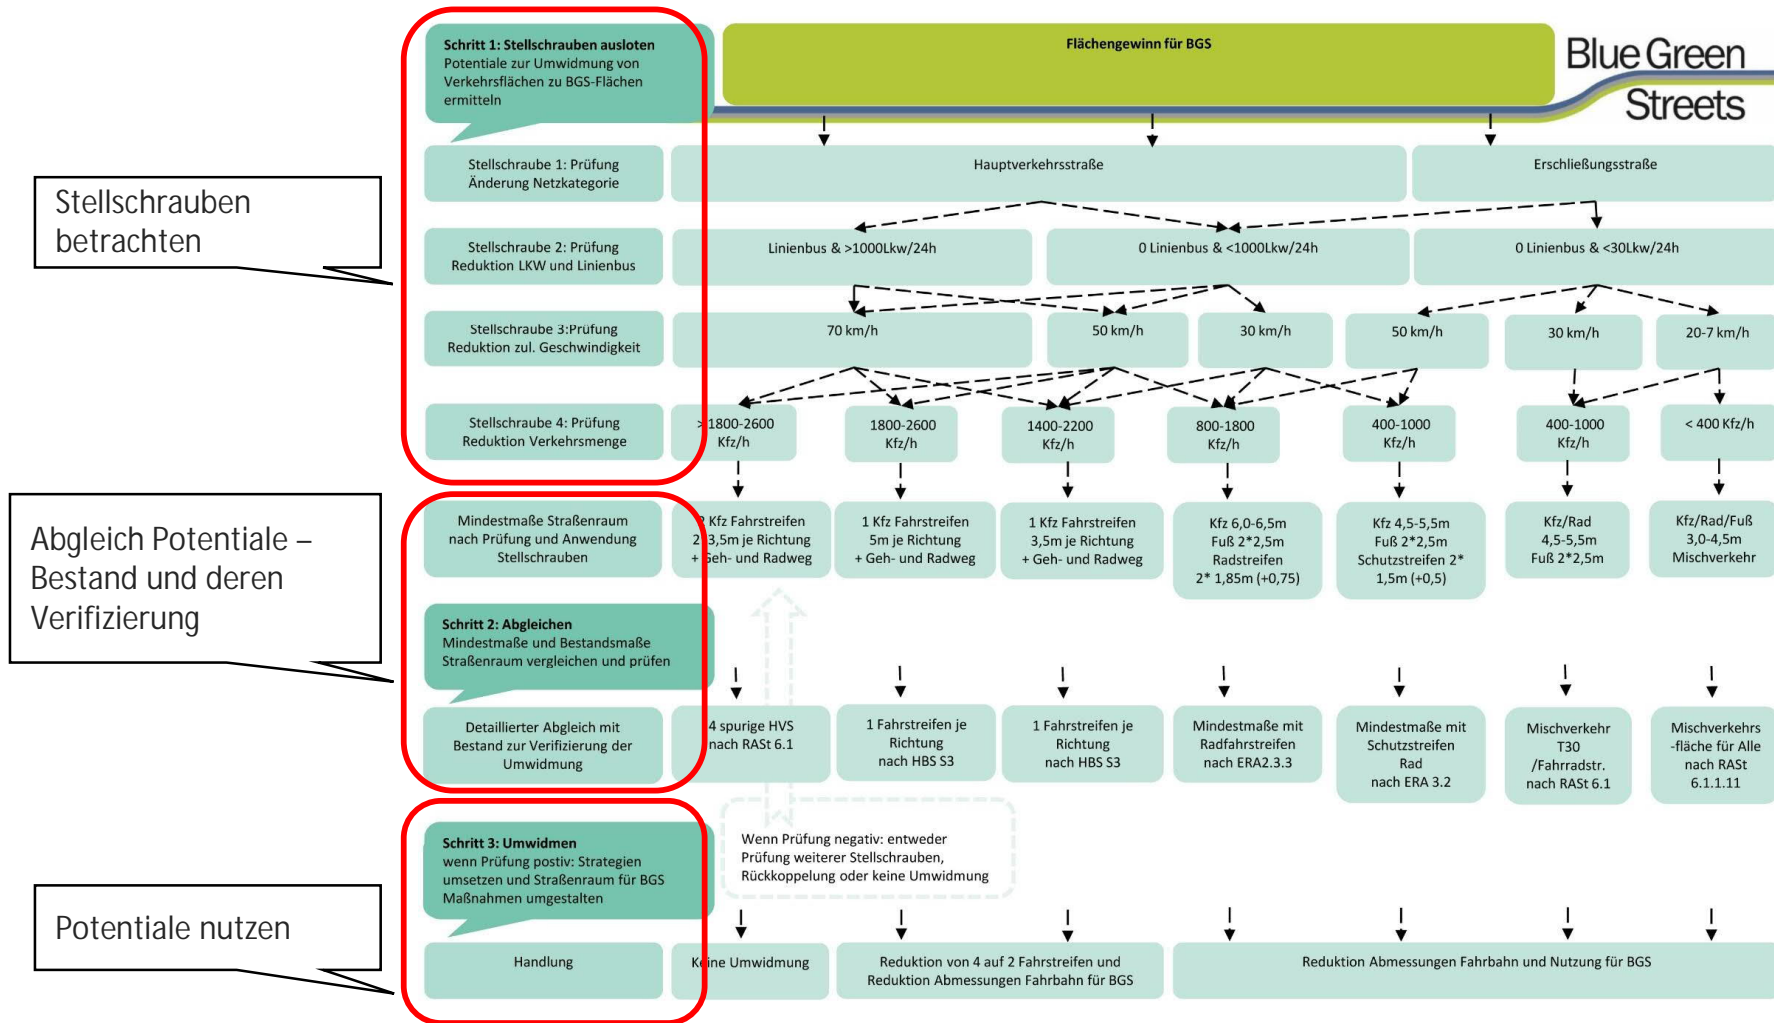 Schritt 1: Stellschrauben ausloten
Potentiale zur Umwidmung von
Verkehrsflächen zu BGS-Flächen
ermitteln
Flächengewinn für BGS
Blue Green
Streets
Stellschrauben
betrachten
Stellschraube 1: Prüfung
Änderung Netzkategorie
Hauptverkehrsstraße
Erschließungsstraße
Stellschraube 2: Prüfung
Reduktion LKW und Linienbus
Linienbus & >1000Lkw/24h
0 Linienbus & <1000Lkw/24h
0 Linienbus & <30Lkw/24h
Stellschraube 3:Prüfung
Reduktion zul. Geschwindigkeit
70 km/h
50 km/h
30 km/h
50 km/h
30 km/h
20-7 km/h
Stellschraube 4: Prüfung
Reduktion Verkehrsmenge
> 1800-2600
Kfz/h
1800-2600
Kfz/h
1400-2200
Kfz/h
800-1800
Kfz/h
400-1000
Kfz/h
400-1000
Kfz/h
< 400 Kfz/h
Abgleich Potentiale –
Bestand und deren
Verifizierung
Mindestmaße Straßenraum
nach Prüfung und Anwendung
Stellschrauben
2 Kfz Fahrstreifen
2*3,5m je Richtung
+ Geh- und Radweg
1 Kfz Fahrstreifen
5m je Richtung
+ Geh- und Radweg
1 Kfz Fahrstreifen
3,5m je Richtung
+ Geh- und Radweg
Kfz 6,0-6,5m
Fuß 2*2,5m
Radstreifen
2* 1,85m (+0,75)
Kfz 4,5-5,5m
Fuß 2*2,5m
Schutzstreifen 2*
1,5m (+0,5)
Kfz/Rad
4,5-5,5m
Fuß 2*2,5m
Kfz/Rad/Fuß
3,0-4,5m
Mischverkehr
Schritt 2: Abgleichen
Mindestmaße und Bestandsmaße
Straßenraum vergleichen und prüfen
Detaillierter Abgleich mit
Bestand zur Verifizierung der
Umwidmung
4 spurige HVS
nach RASt 6.1
1 Fahrstreifen je
Richtung
nach HBS S3
1 Fahrstreifen je
Richtung
nach HBS S3
Mindestmaße mit
Radfahrstreifen
nach ERA2.3.3
Mindestmaße mit
Schutzstreifen
Rad
nach ERA 3.2
Mischverkehr
T30
/Fahrradstr.
nach RASt 6.1
Mischverkehrs
-fläche für Alle
nach RASt
6.1.1.11
Potentiale nutzen
Schritt 3: Umwidmen
wenn Prüfung postiv: Strategien
umsetzen und Straßenraum für BGS
Maßnahmen umgestalten
Wenn Prüfung negativ: entweder
Prüfung weiterer Stellschrauben,
Rückkoppelung oder keine Umwidmung
Handlung
Keine Umwidmung
Reduktion von 4 auf 2 Fahrstreifen und
Reduktion Abmessungen Fahrbahn für BGS
Reduktion Abmessungen Fahrbahn und Nutzung für BGS